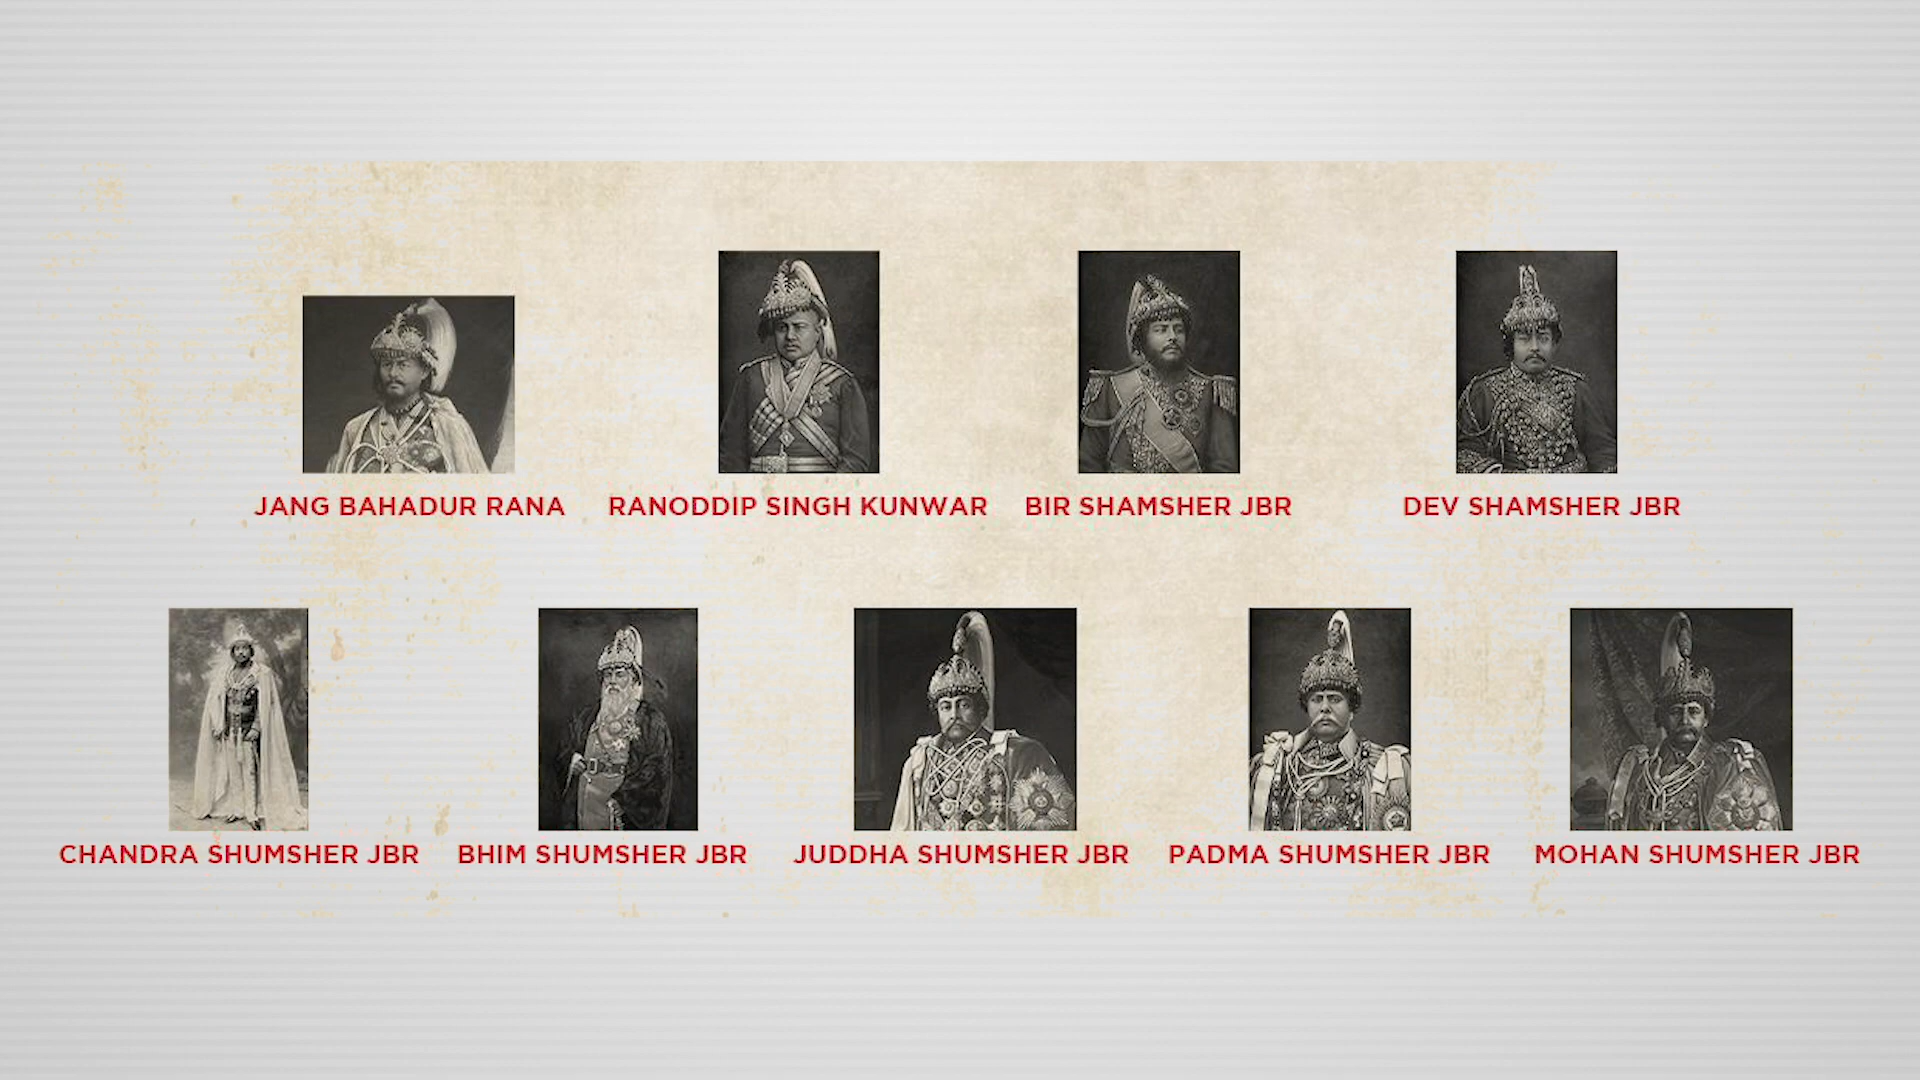 JANG BAHADUR RANA
RANODDIP SINGH KUNWAR
BIR SHAMSHER JBR
DEV SHAMSHER JBR
CHANDRA SHUMSHER JBR
BHIM SHUMSHER JBR
JUDDHA SHUMSHER JBR
PADMA SHUMSHER JBR
MOHAN SHUMSHER JBR